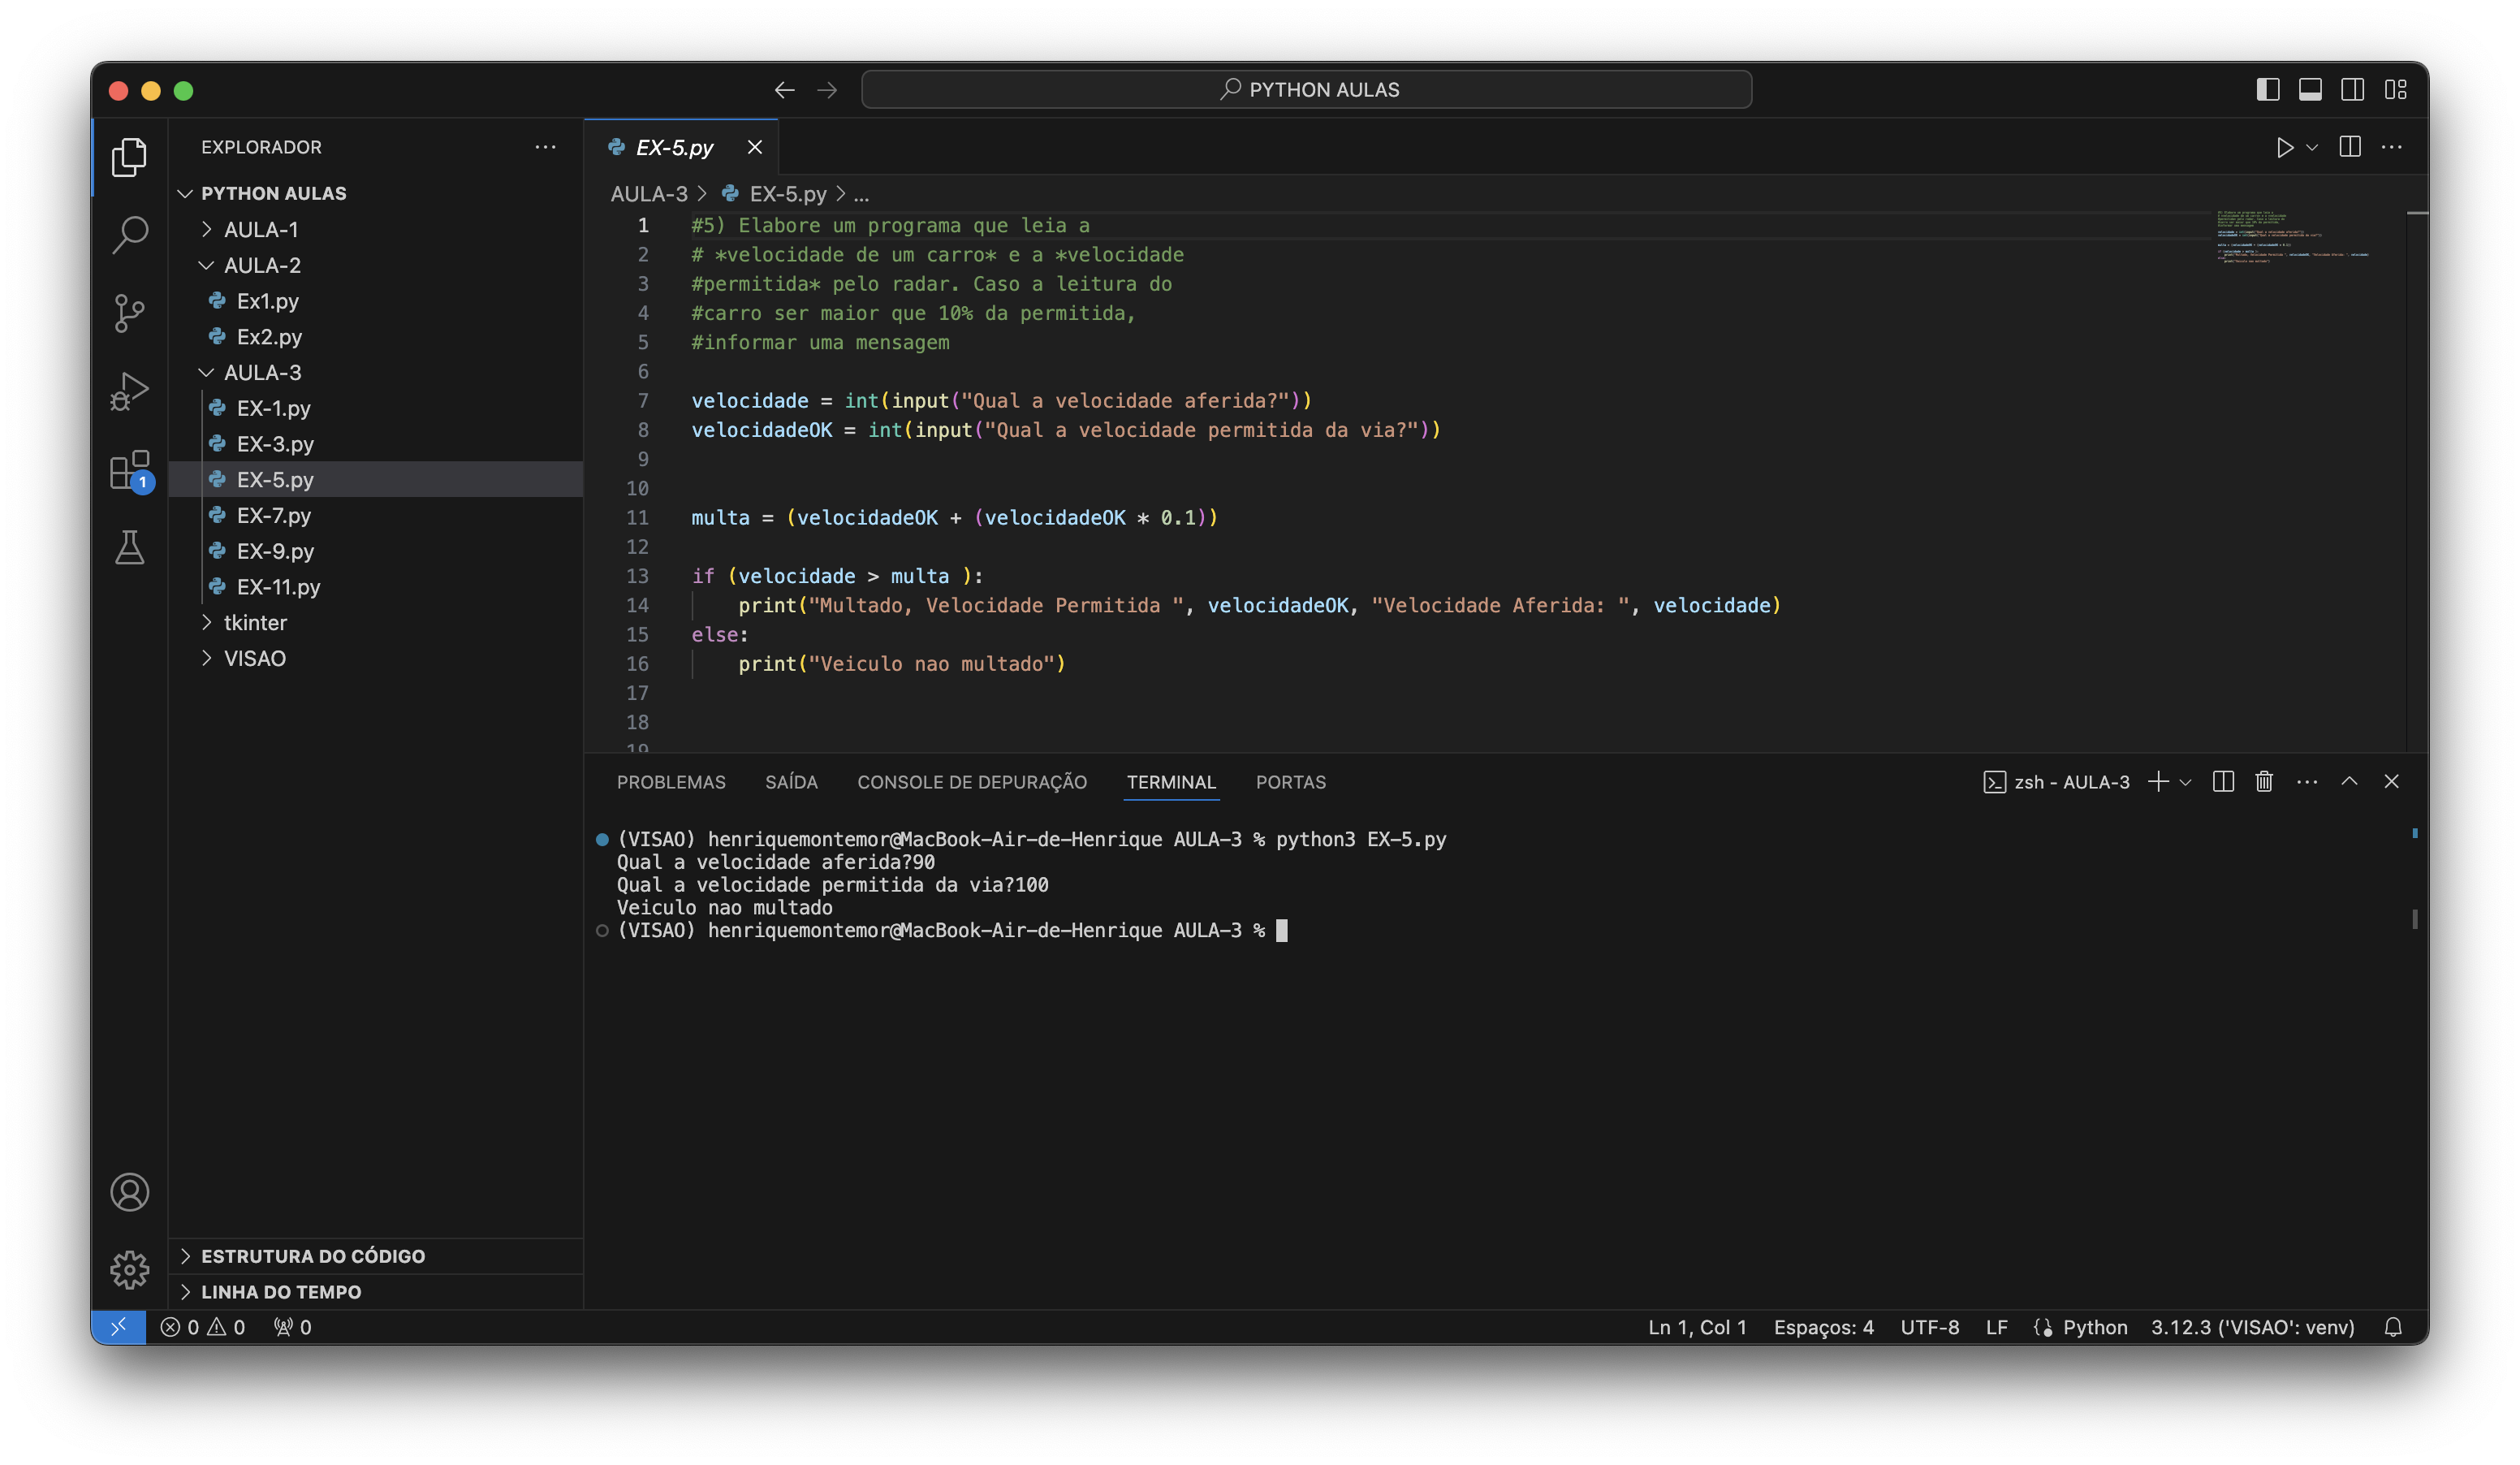 PYTHON AULAS
EXPLORADOR
PYTHON AULAS
AULA-1
AULA-2
Ex1.py
Ex2.py
AULA-3
EX-1.py
EX-3.py
EX-5.py
EX-7.py
EX-9.py
EX-11.py
tkinter
VISAO
1
ESTRUTURA DO CÓDIGO
LINHA DO TEMPO
EX-5.py
AULA-3 > EX-5.py > ...
1 #5) Elabore um programa que leia a
2 # *velocidade de um carro* e a *velocidade
3 #permitida* pelo radar. Caso a leitura do
4 #carro ser maior que 10% da permitida,
5 #informar uma mensagem
6
7 velocidade = int(input("Qual a velocidade aferida?"))
8 velocidadeOK = int(input("Qual a velocidade permitida da via?"))
9
10
11 multa = (velocidadeOK + (velocidadeOK * 0.1))
12
13 if (velocidade > multa ):
14     print("Multado, Velocidade Permitida ", velocidadeOK, "Velocidade Aferida: ", velocidade)
15 else:
16     print("Veiculo nao multado")
17
18
19
PROBLEMAS SAÍDA CONSOLE DE DEPURAÇÃO TERMINAL PORTAS zsh - AULA-3
(VISAO) henriquemontemor@MacBook-Air-de-Henrique AULA-3 % python3 EX-5.py
Qual a velocidade aferida?90
Qual a velocidade permitida da via?100
Veiculo nao multado
(VISAO) henriquemontemor@MacBook-Air-de-Henrique AULA-3 %
0 0 0 Ln 1, Col 1 Espaços: 4 UTF-8 LF Python 3.12.3 ('VISAO': venv)